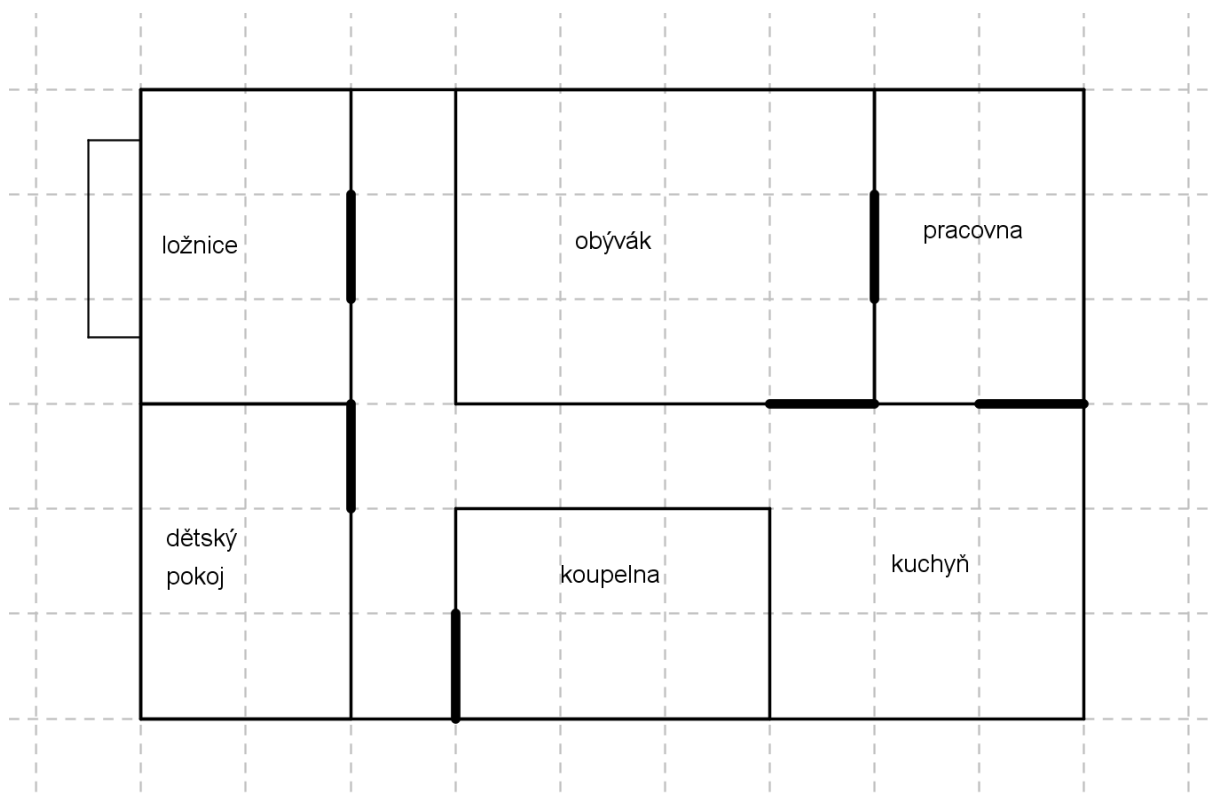 ložnice
obývák
pracovna
dětský
pokoj
koupelna
kuchyň